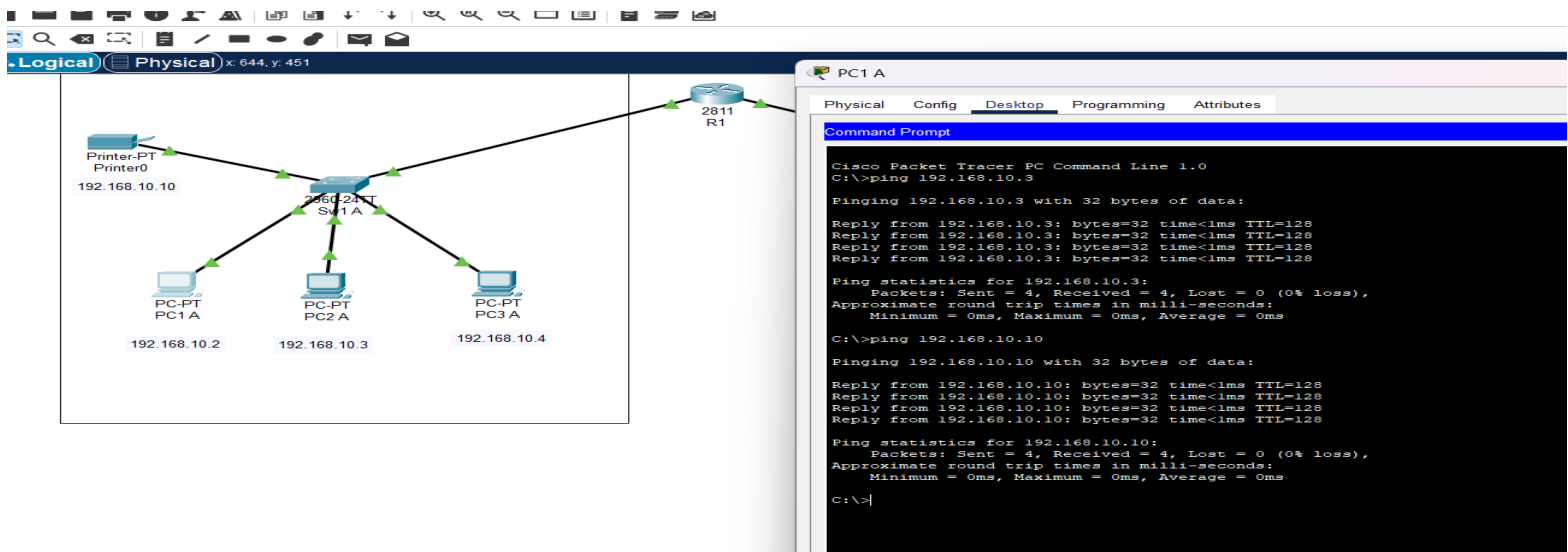 Logical Physical x: 644, y: 451
2811
R1
Printer-PT
Printer0
192.168.10.10
2960-24TT
Sw1 A
PC-PT
PC1 A
192.168.10.2
PC-PT
PC2 A
192.168.10.3
PC-PT
PC3 A
192.168.10.4
PC1 A
Physical Config Desktop Programming Attributes
Command Prompt
Cisco Packet Tracer PC Command Line 1.0
C:\>ping 192.168.10.3
Pinging 192.168.10.3 with 32 bytes of data:
Reply from 192.168.10.3: bytes=32 time<1ms TTL=128
Reply from 192.168.10.3: bytes=32 time<1ms TTL=128
Reply from 192.168.10.3: bytes=32 time<1ms TTL=128
Reply from 192.168.10.3: bytes=32 time<1ms TTL=128
Ping statistics for 192.168.10.3:
Packets: Sent = 4, Received = 4, Lost = 0 (0% loss),
Approximate round trip times in milli-seconds:
Minimum = 0ms, Maximum = 0ms, Average = 0ms
C:\>ping 192.168.10.10
Pinging 192.168.10.10 with 32 bytes of data:
Reply from 192.168.10.10: bytes=32 time<1ms TTL=128
Reply from 192.168.10.10: bytes=32 time<1ms TTL=128
Reply from 192.168.10.10: bytes=32 time<1ms TTL=128
Reply from 192.168.10.10: bytes=32 time<1ms TTL=128
Ping statistics for 192.168.10.10:
Packets: Sent = 4, Received = 4, Lost = 0 (0% loss),
Approximate round trip times in milli-seconds:
Minimum = 0ms, Maximum = 0ms, Average = 0ms
C:\>